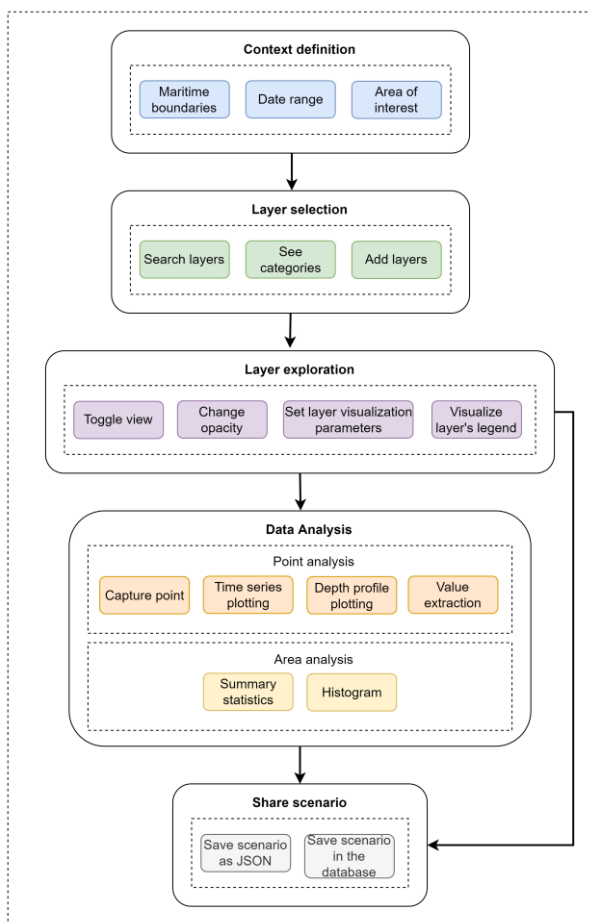 Context definition
Maritime
boundaries
Date range
Area of
interest
Layer selection
Search layers
See
categories
Add layers
Layer exploration
Toggle view
Change
opacity
Set layer visualization
parameters
Visualize
layer's legend
Data Analysis
Point analysis
Capture point
Time series
plotting
Depth profile
plotting
Value
extraction
Area analysis
Summary
statistics
Histogram
Share scenario
Save scenario
as JSON
Save scenario
in the
database